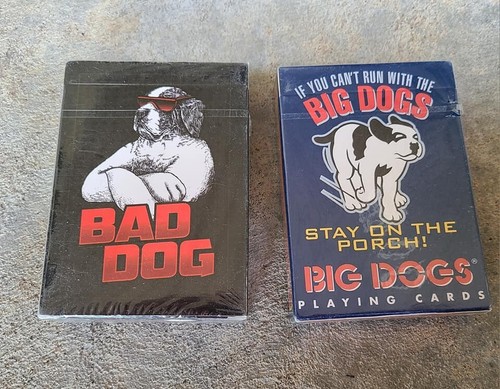 BAD
DOG
IF YOU CAN'T RUN WITH THE
BIG DOGS
STAY ON THE
PORCH!
BIG DOGS®
PLAYING CARDS